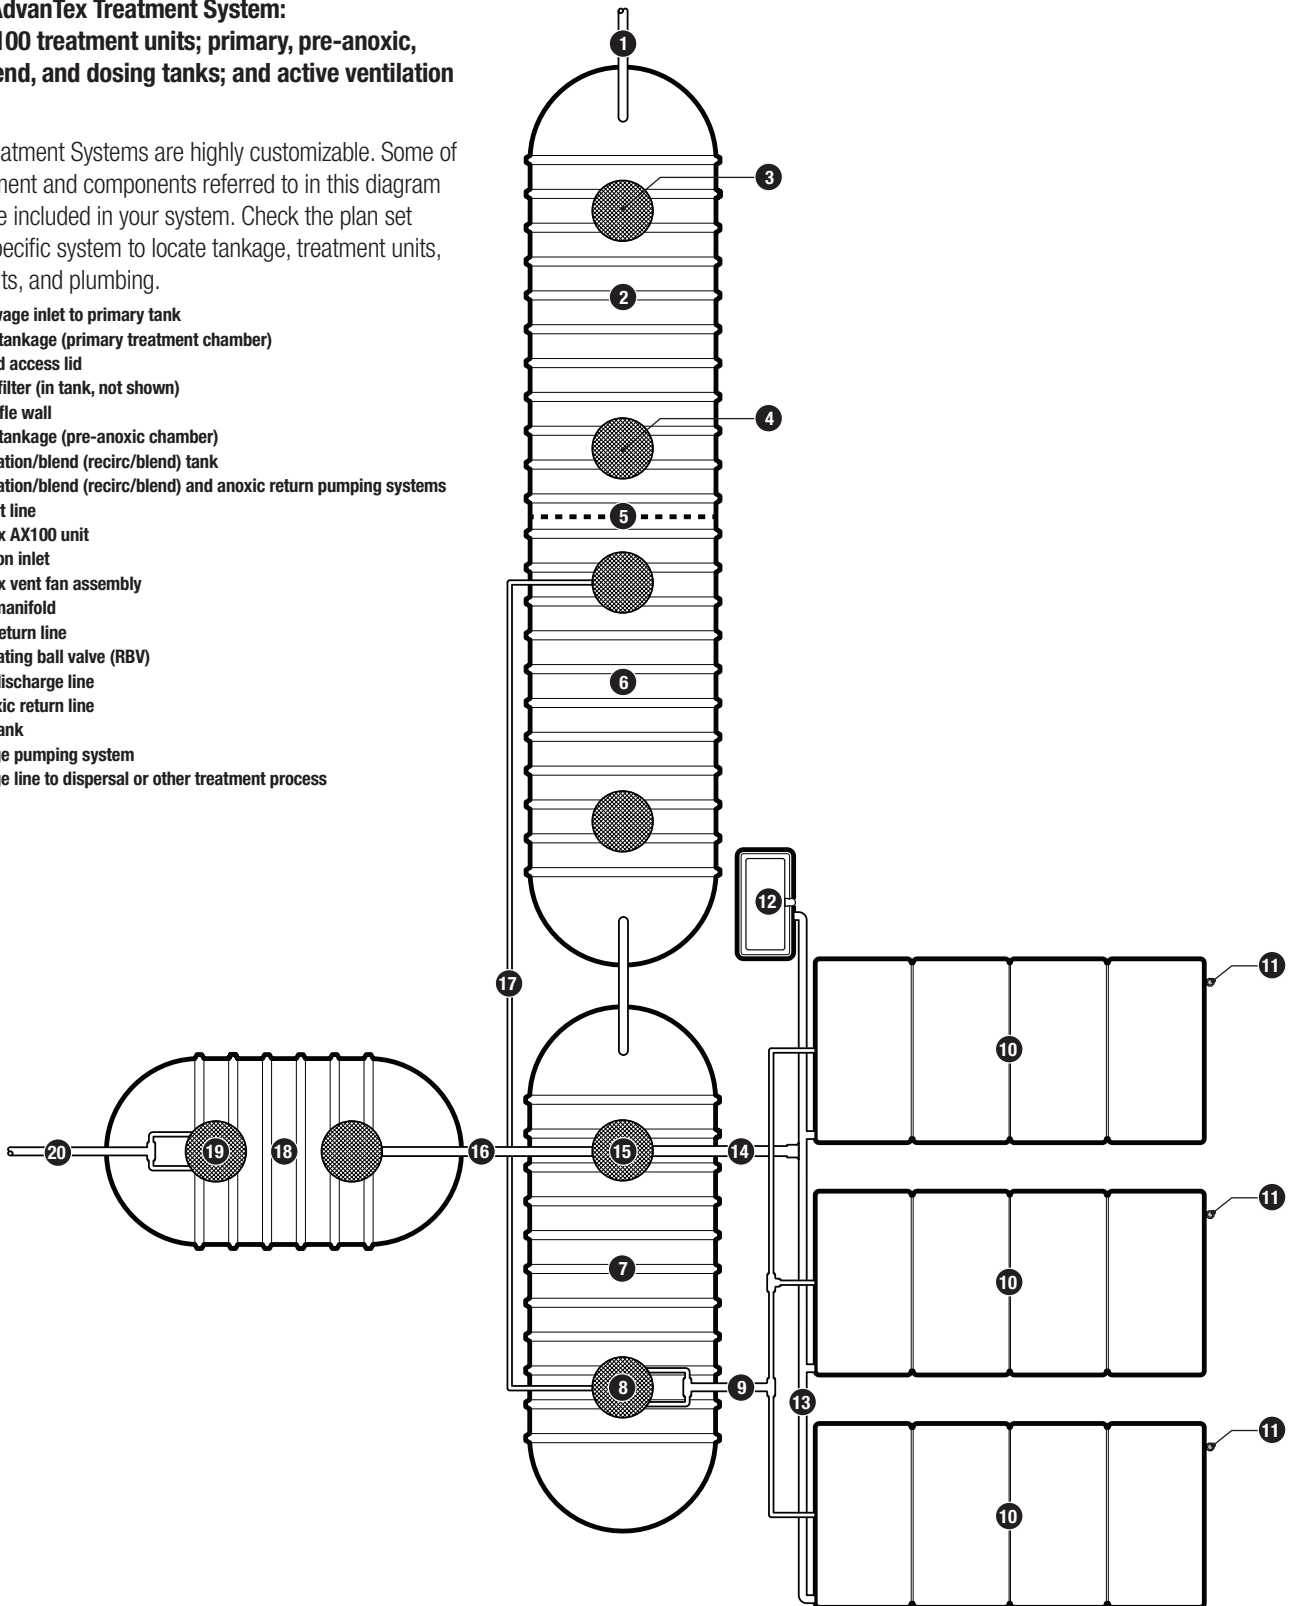 AdvanTex Treatment System:
100 treatment units; primary, pre-anoxic,
end, and dosing tanks; and active ventilation
eatment Systems are highly customizable. Some of
ment and components referred to in this diagram
e included in your system. Check the plan set
pecific system to locate tankage, treatment units,
ts, and plumbing.
vage inlet to primary tank
tankage (primary treatment chamber)
d access lid
filter (in tank, not shown)
fle wall
tankage (pre-anoxic chamber)
ation/blend (recirc/blend) tank
ation/blend (recirc/blend) and anoxic return pumping systems
t line
x AX100 unit
on inlet
x vent fan assembly
manifold
return line
ating ball valve (RBV)
discharge line
xic return line
ank
ge pumping system
ge line to dispersal or other treatment process
1
3
2
4
5
6
12
11
17
10
20
19
18
16
15
14
11
7
10
8
9
13
11
10